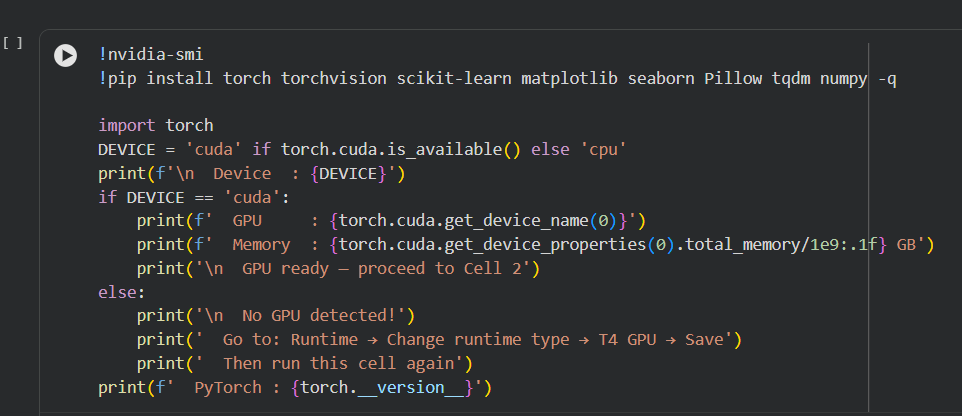 [ ]
!nvidia-smi
!pip install torch torchvision scikit-learn matplotlib seaborn Pillow tqdm numpy -q
import torch
DEVICE = 'cuda' if torch.cuda.is_available() else 'cpu'
print(f'\n  Device  : {DEVICE}')
if DEVICE == 'cuda':
    print(f'  GPU     : {torch.cuda.get_device_name(0)}')
    print(f'  Memory  : {torch.cuda.get_device_properties(0).total_memory/1e9:.1f} GB')
    print('\n  GPU ready — proceed to Cell 2')
else:
    print('\n  No GPU detected!')
    print('  Go to: Runtime → Change runtime type → T4 GPU → Save')
    print('  Then run this cell again')
print(f'  PyTorch : {torch.__version__}')